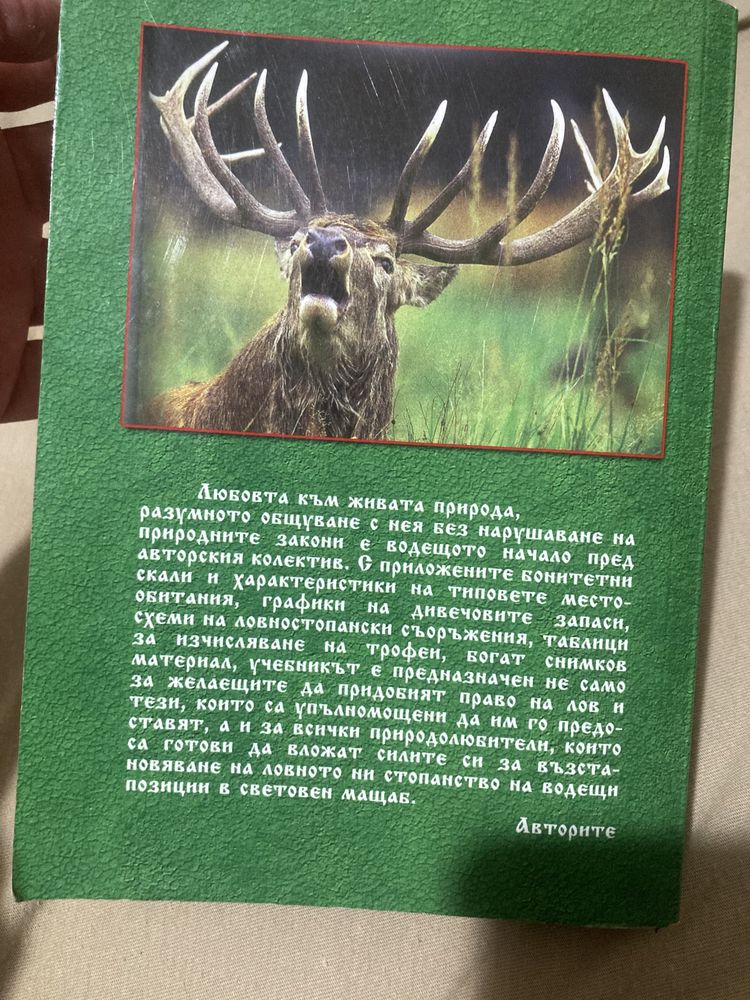 Любовта към живата природа,
разумното общуване с нея без нарушаване на
природните закони е водещото начало пред
авторския колектив. С приложените бонитетни
скали и характеристики на типовете место-
обитания, графики на дивечовите запаси,
схеми на ловностопански съоръжения, таблици
за изчисляване на трофеи, богат снимков
материал, учебникът е предназначен не само
за желаещите да придобият право на лов и
тези, които са упълномощени да им го предо-
ставят, а и за всички природолюбители, които
са готови да вложат силите си за възста-
новяване на ловното ни стопанство на водещи
позиции в световен мащаб.
Авторите